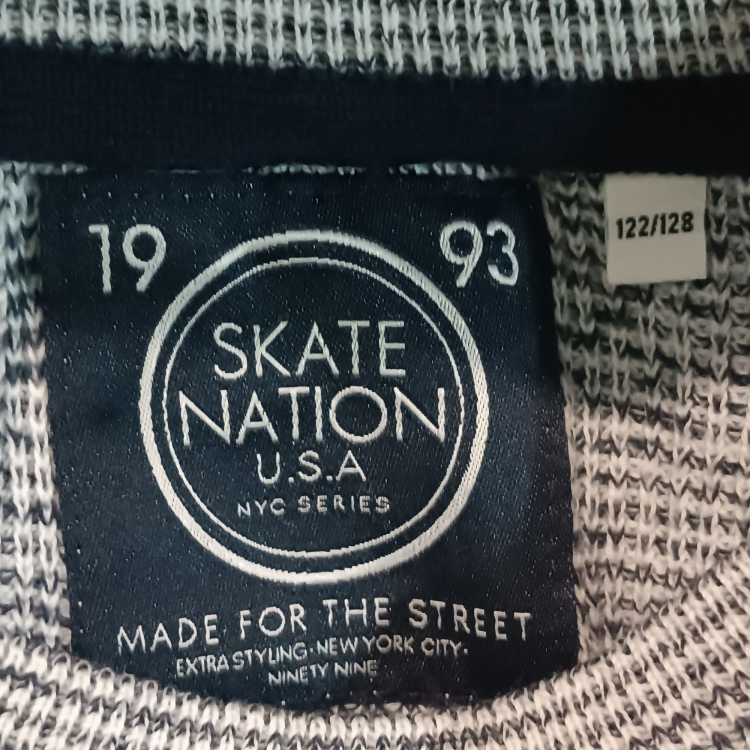 19 93
122/128
SKATE
NATION
U.S.A
NYC SERIES
MADE FOR THE STREET
EXTRA STYLING·NEW YORK CITY·
NINETY NINE